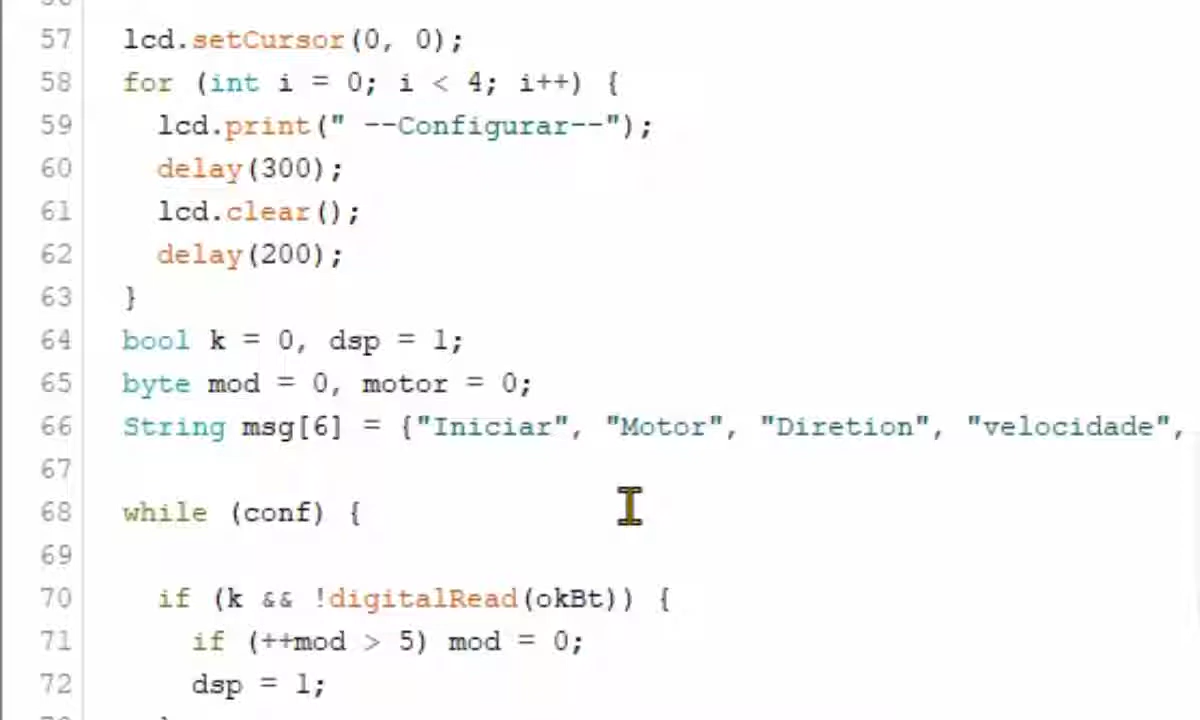 57 lcd.setCursor(0, 0);
58 for (int i = 0; i < 4; i++) {
59 lcd.print(" --Configurar--");
60 delay(300);
61 lcd.clear();
62 delay(200);
63 }
64 bool k = 0, dsp = 1;
65 byte mod = 0, motor = 0;
66 String msg[6] = {"Iniciar", "Motor", "Diretion", "velocidade",
67
68 while (conf) {
69
70 if (k && !digitalRead(okBt)) {
71 if (++mod > 5) mod = 0;
72 dsp = 1;